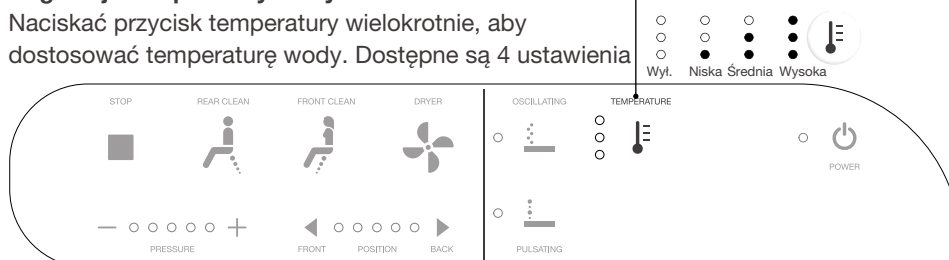 Naciskać przycisk temperatury wielokrotnie, aby
dostosować temperaturę wody. Dostępne są 4 ustawienia
Wył. Niska Średnia Wysoka
STOP REAR CLEAN FRONT CLEAN DRYER OSCILLATING TEMPERATURE
POWER
PRESSURE FRONT POSITION BACK PULSATING